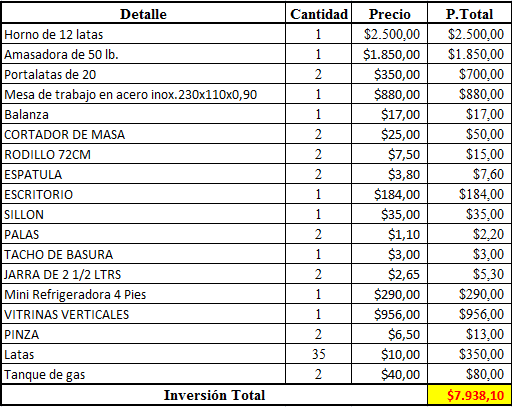 Detalle Cantidad Precio P.Total
Horno de 12 latas 1 $2.500,00 $2.500,00
Amasadora de 50 lb. 1 $1.850,00 $1.850,00
Portalatas de 20 2 $350,00 $700,00
Mesa de trabajo en acero inox.230x110x0,90 1 $880,00 $880,00
Balanza 1 $17,00 $17,00
CORTADOR DE MASA 2 $25,00 $50,00
RODILLO 72CM 2 $7,50 $15,00
ESPATULA 2 $3,80 $7,60
ESCRITORIO 1 $184,00 $184,00
SILLON 1 $35,00 $35,00
PALAS 2 $1,10 $2,20
TACHO DE BASURA 1 $3,00 $3,00
JARRA DE 2 1/2 LTRS 2 $2,65 $5,30
Mini Refrigeradora 4 Pies 1 $290,00 $290,00
VITRINAS VERTICALES 1 $956,00 $956,00
PINZA 2 $6,50 $13,00
Latas 35 $10,00 $350,00
Tanque de gas 2 $40,00 $80,00
Inversión Total $7.938,10